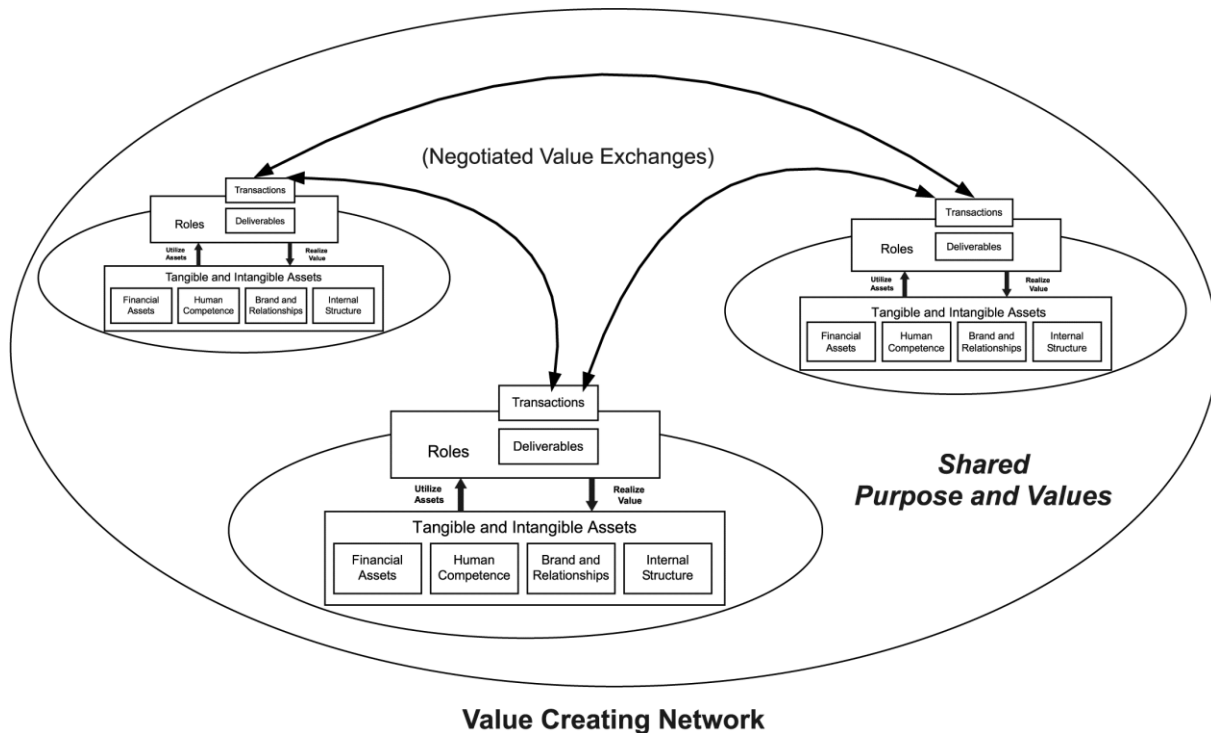 (Negotiated Value Exchanges)
Transactions
Roles
Deliverables
Utilize
Assets
Realize
Value
Tangible and Intangible Assets
Financial
Assets
Human
Competence
Brand and
Relationships
Internal
Structure
Transactions
Roles
Deliverables
Utilize
Assets
Realize
Value
Tangible and Intangible Assets
Financial
Assets
Human
Competence
Brand and
Relationships
Internal
Structure
Transactions
Roles
Deliverables
Utilize
Assets
Realize
Value
Tangible and Intangible Assets
Financial
Assets
Human
Competence
Brand and
Relationships
Internal
Structure
Shared
Purpose and Values
Value Creating Network